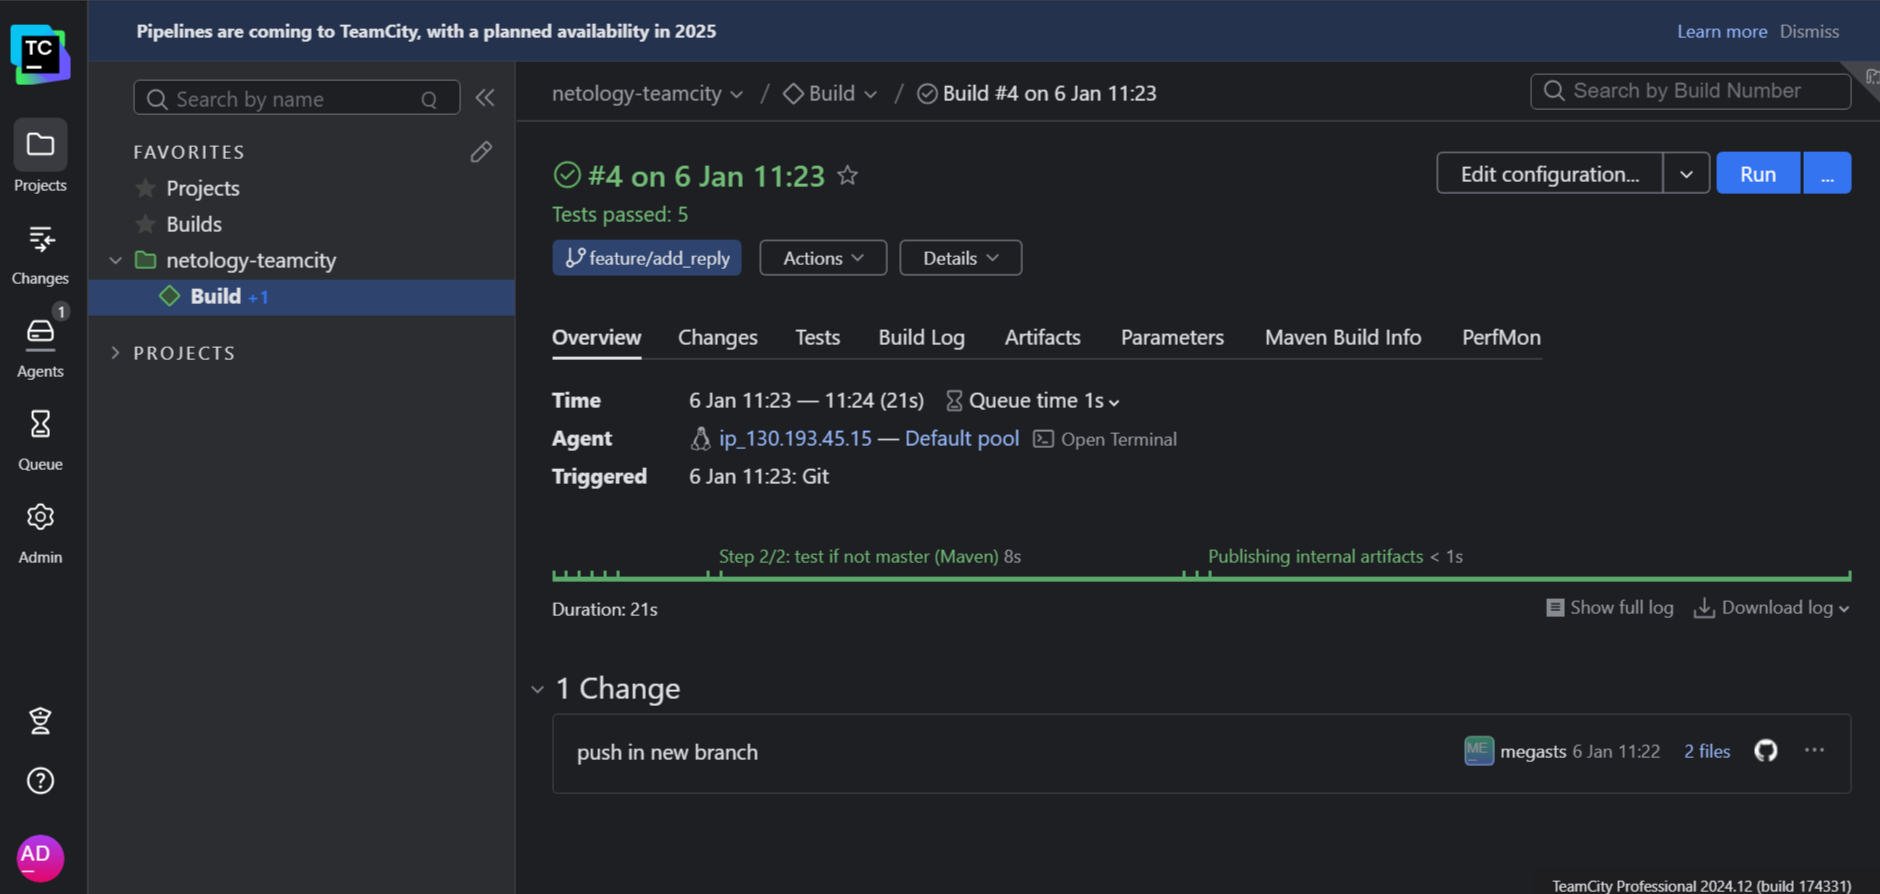 Pipelines are coming to TeamCity, with a planned availability in 2025
Learn more Dismiss
TC
Projects
Changes
1
Agents
Queue
Admin
AD
Search by name Q
FAVORITES
Projects
Builds
netology-teamcity
Build +1
PROJECTS
netology-teamcity / Build / Build #4 on 6 Jan 11:23
Search by Build Number
#4 on 6 Jan 11:23
Edit configuration... Run ...
Tests passed: 5
feature/add_reply Actions Details
Overview Changes Tests Build Log Artifacts Parameters Maven Build Info PerfMon
Time 6 Jan 11:23 — 11:24 (21s) Queue time 1s
Agent ip_130.193.45.15 — Default pool Open Terminal
Triggered 6 Jan 11:23: Git
Step 2/2: test if not master (Maven) 8s Publishing internal artifacts < 1s
Duration: 21s Show full log Download log
1 Change
push in new branch ME megasts 6 Jan 11:22 2 files ...
TeamCity Professional 2024.12 (build 174331)